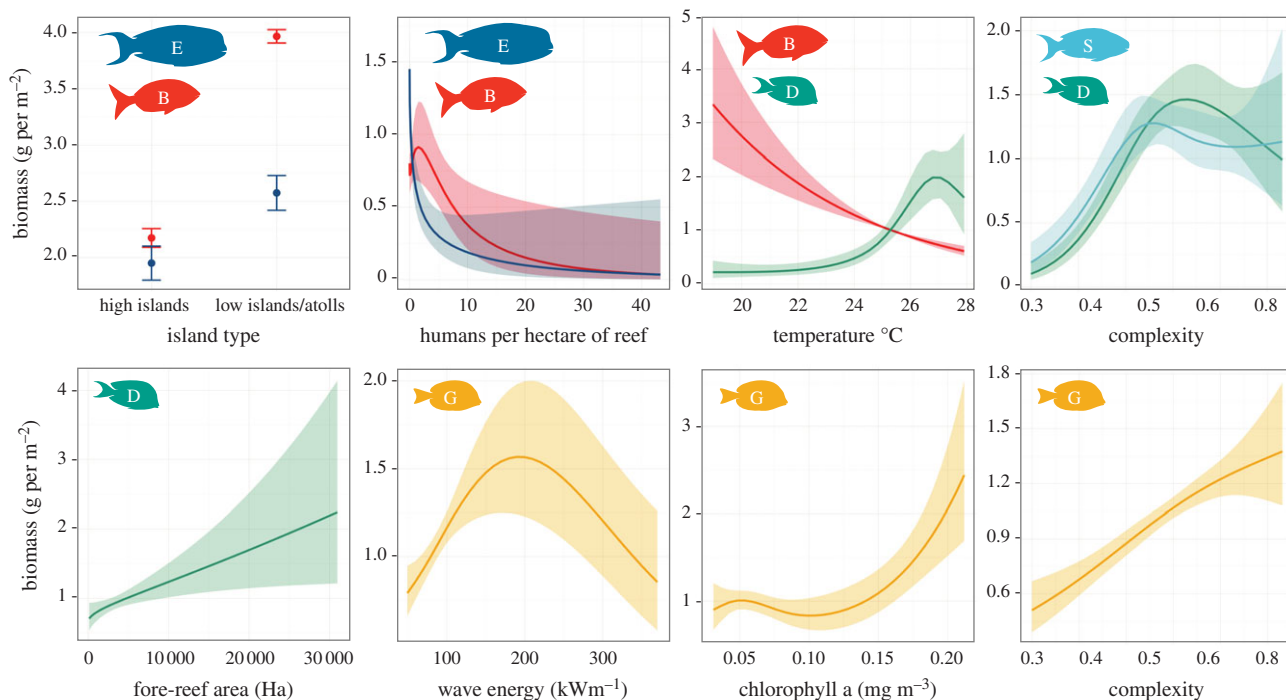 biomass (g per m–2)
4.0
3.5
3.0
2.5
2.0
E
B
high islands
low islands/atolls
island type
1.5
1.0
0.5
0
E
B
0
10
20
30
40
humans per hectare of reef
5
4
3
2
1
0
B
D
20
22
24
26
28
temperature °C
2.0
1.5
1.0
0.5
0
S
D
0.3
0.4
0.5
0.6
0.8
complexity
biomass (g per m–2)
4
3
2
1
D
0
10 000
20 000
30 000
fore-reef area (Ha)
2.0
1.5
1.0
G
100
200
300
wave energy (kWm–1)
3
2
1
G
0.05
0.10
0.15
0.20
chlorophyll a (mg m–3)
1.8
1.5
1.2
0.9
0.6
G
0.3
0.4
0.5
0.6
0.8
complexity